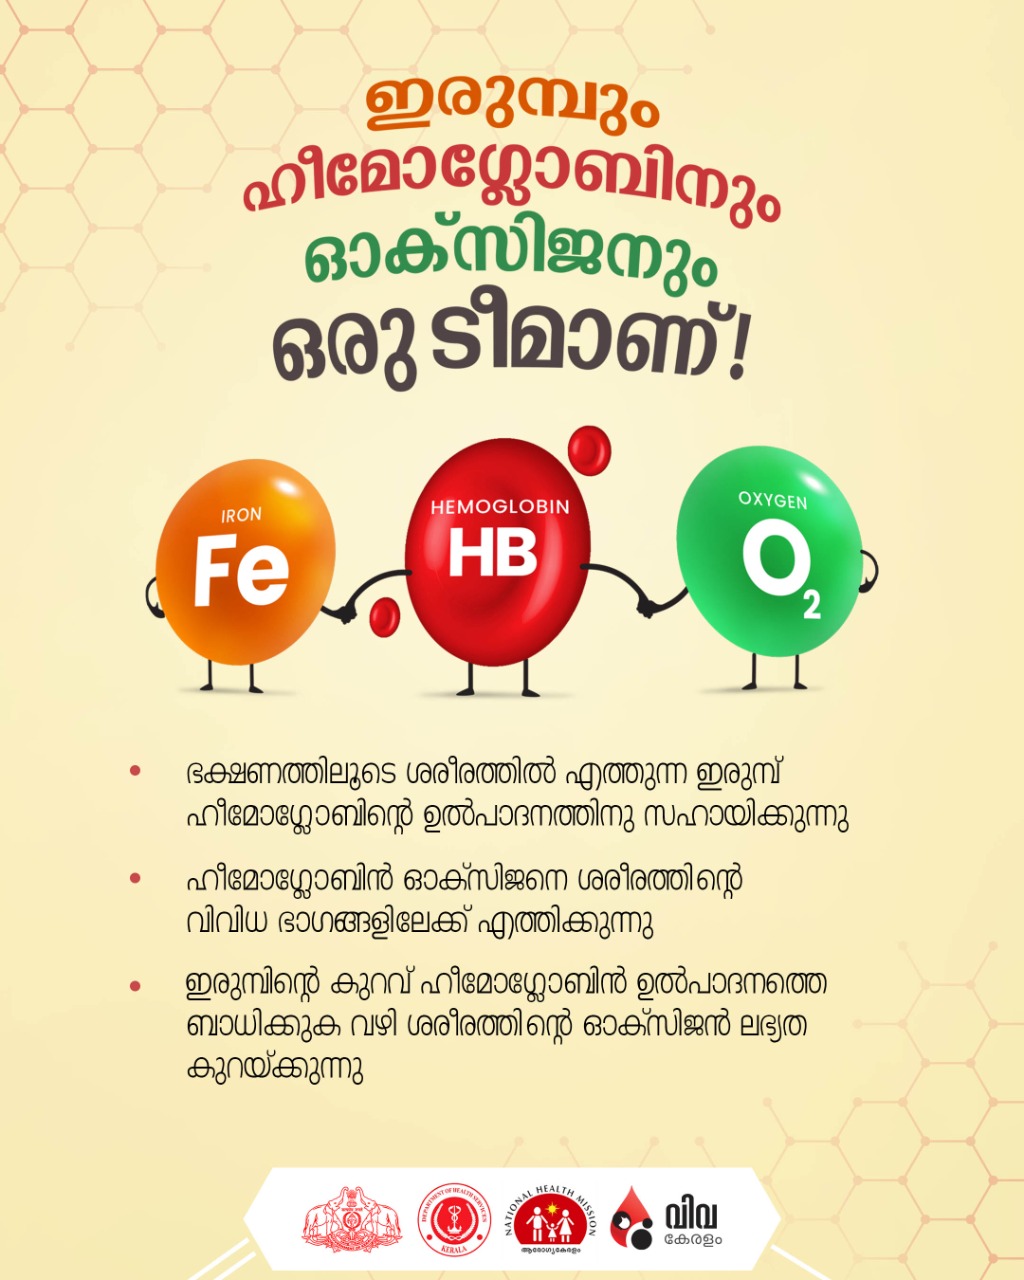 ഇരുമ്പും
ഹീമോഗ്ലോബിനും
ഓക്സിജനും
ഒരു ടീമാണ്!
IRON
Fe
HEMOGLOBIN
HB
OXYGEN
O2
• ഭക്ഷണത്തിലൂടെ ശരീരത്തിൽ എത്തുന്ന ഇരുമ്പ്
ഹീമോഗ്ലോബിന്റെ ഉൽപാദനത്തിനു സഹായിക്കുന്നു
• ഹീമോഗ്ലോബിൻ ഓക്സിജനെ ശരീരത്തിന്റെ
വിവിധ ഭാഗങ്ങളിലേക്ക് എത്തിക്കുന്നു
• ഇരുമ്പിന്റെ കുറവ് ഹീമോഗ്ലോബിൻ ഉൽപാദനത്തെ
ബാധിക്കുക വഴി ശരീരത്തിന്റെ ഓക്സിജൻ ലഭ്യത
കുറയ്ക്കുന്നു
DEPARTMENT OF HEALTH SERVICES
KERALA
NATIONAL HEALTH MISSION
ആരോഗ്യകേരളം
വിവ
കേരളം